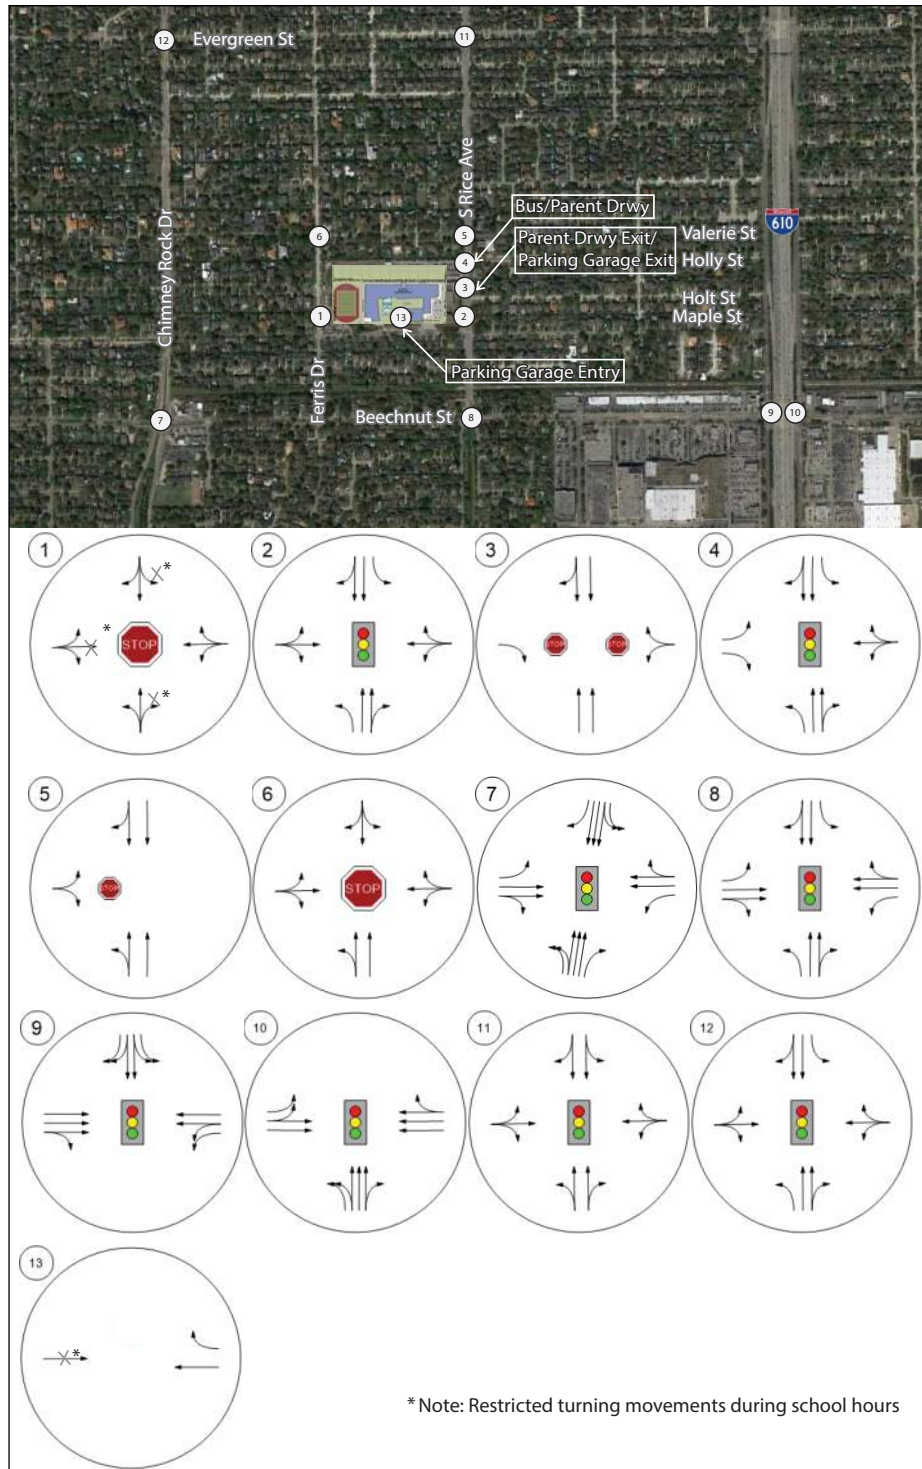 12
Evergreen St
11
Chimney Rock Dr
Ferris Dr
S Rice Ave
Bus/Parent Drwy
6
5
Valerie St
610
Parent Drwy Exit/
Parking Garage Exit
4
Holly St
3
Holt St
1
13
2
Maple St
Parking Garage Entry
7
Beechnut St
8
9
10
1
*
*
STOP
*
2
3
STOP
STOP
4
5
STOP
6
STOP
7
8
9
10
11
12
13
*
* Note: Restricted turning movements during school hours